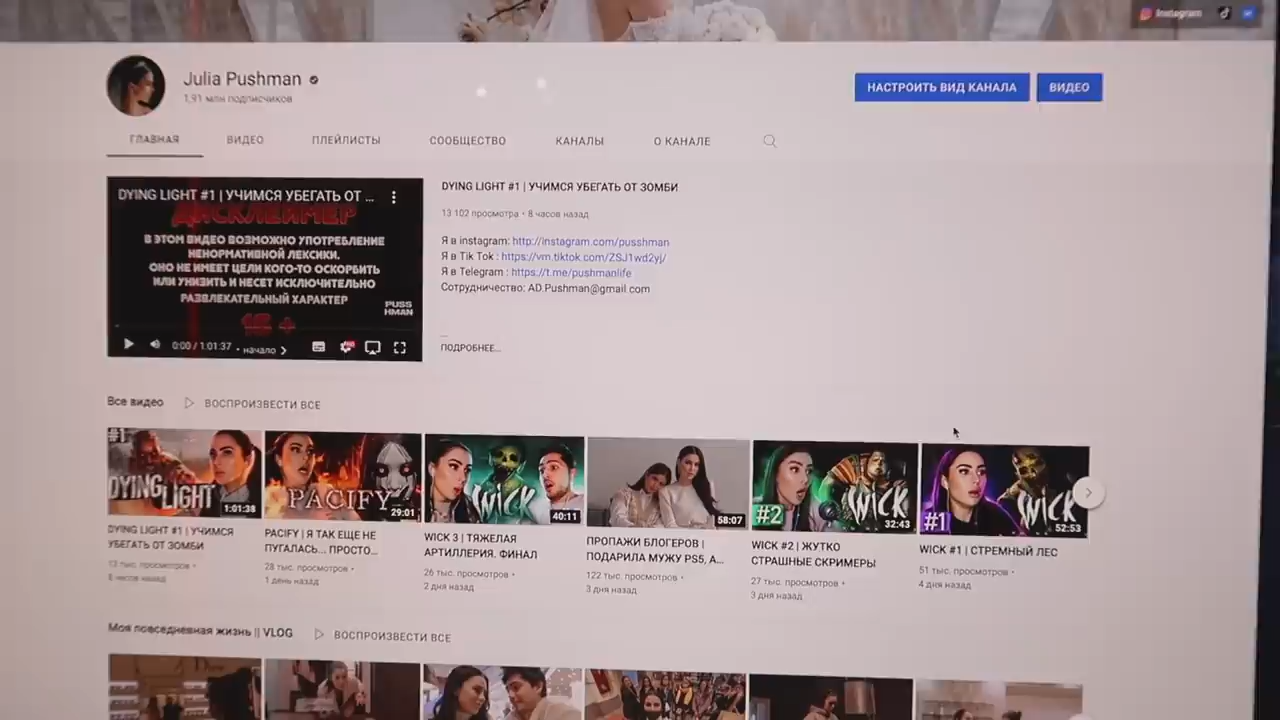 Instagram
Julia Pushman
1,91 млн подписчиков
НАСТРОИТЬ ВИД КАНАЛА
ВИДЕО
ГЛАВНАЯ
ВИДЕО
ПЛЕЙЛИСТЫ
СООБЩЕСТВО
КАНАЛЫ
О КАНАЛЕ
DYING LIGHT #1 | УЧИМСЯ УБЕГАТЬ ОТ ...
ДИСКЛЕЙМЕР
В ЭТОМ ВИДЕО ВОЗМОЖНО УПОТРЕБЛЕНИЕ
НЕНОРМАТИВНОЙ ЛЕКСИКИ.
ОНО НЕ ИМЕЕТ ЦЕЛИ КОГО-ТО ОСКОРБИТЬ
ИЛИ УНИЗИТЬ И НЕСЕТ ИСКЛЮЧИТЕЛЬНО
РАЗВЛЕКАТЕЛЬНЫЙ ХАРАКТЕР
PUSS
HMAN
0:00 / 1:01:37 • начало
DYING LIGHT #1 | УЧИМСЯ УБЕГАТЬ ОТ ЗОМБИ
13 102 просмотра • 8 часов назад
Я в instagram: http://instagram.com/pusshman
Я в Tik Tok : https://vm.tiktok.com/ZSJ1wd2yj/
Я в Telegram : https://t.me/pushmanlife
Сотрудничество: AD.Pushman@gmail.com
...
ПОДРОБНЕЕ...
Все видео
ВОСПРОИЗВЕСТИ ВСЕ
#1
DYING LIGHT
1:01:38
PACIFY
29:01
WICK
40:11
58:07
#2
WICK
32:43
#1
WICK
52:53
DYING LIGHT #1 | УЧИМСЯ
УБЕГАТЬ ОТ ЗОМБИ
13 тыс. просмотров •
8 часов назад
PACIFY | Я ТАК ЕЩЕ НЕ
ПУГАЛАСЬ... ПРОСТО...
28 тыс. просмотров •
1 день назад
WICK 3 | ТЯЖЕЛАЯ
АРТИЛЛЕРИЯ. ФИНАЛ
26 тыс. просмотров •
2 дня назад
ПРОПАЖИ БЛОГЕРОВ |
ПОДАРИЛА МУЖУ PS5, А...
122 тыс. просмотров •
3 дня назад
WICK #2 | ЖУТКО
СТРАШНЫЕ СКРИМЕРЫ
27 тыс. просмотров •
3 дня назад
WICK #1 | СТРЕМНЫЙ ЛЕС
51 тыс. просмотров •
4 дня назад
Моя повседневная жизнь || VLOG
ВОСПРОИЗВЕСТИ ВСЕ